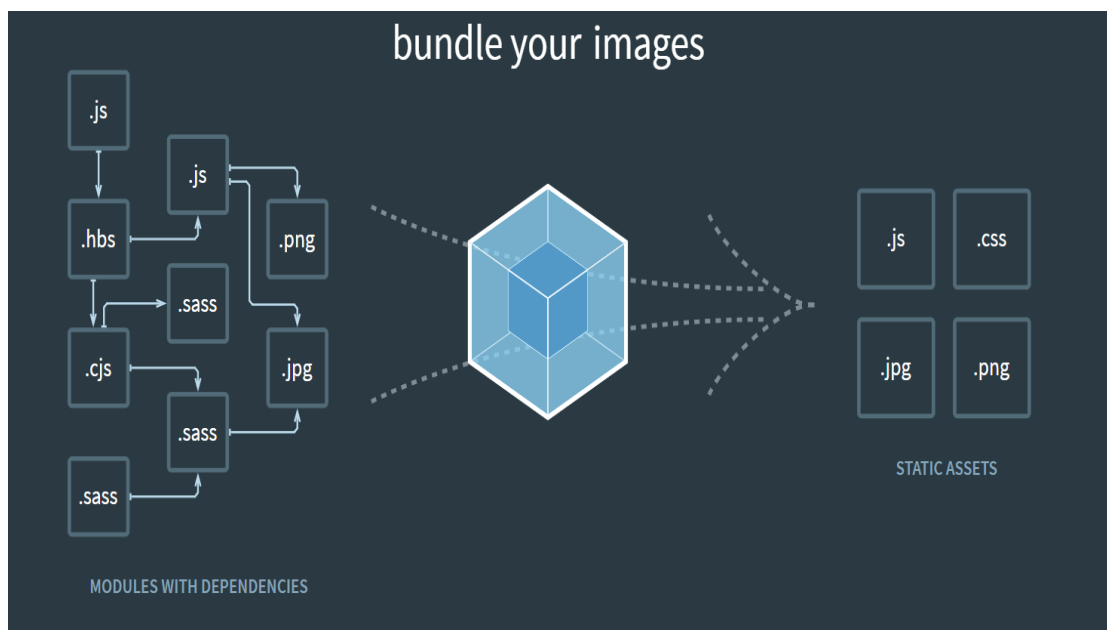 bundle your images
.js
.js
.hbs
.png
.sass
.cjs
.jpg
.sass
.sass
MODULES WITH DEPENDENCIES
.js
.css
.jpg
.png
STATIC ASSETS